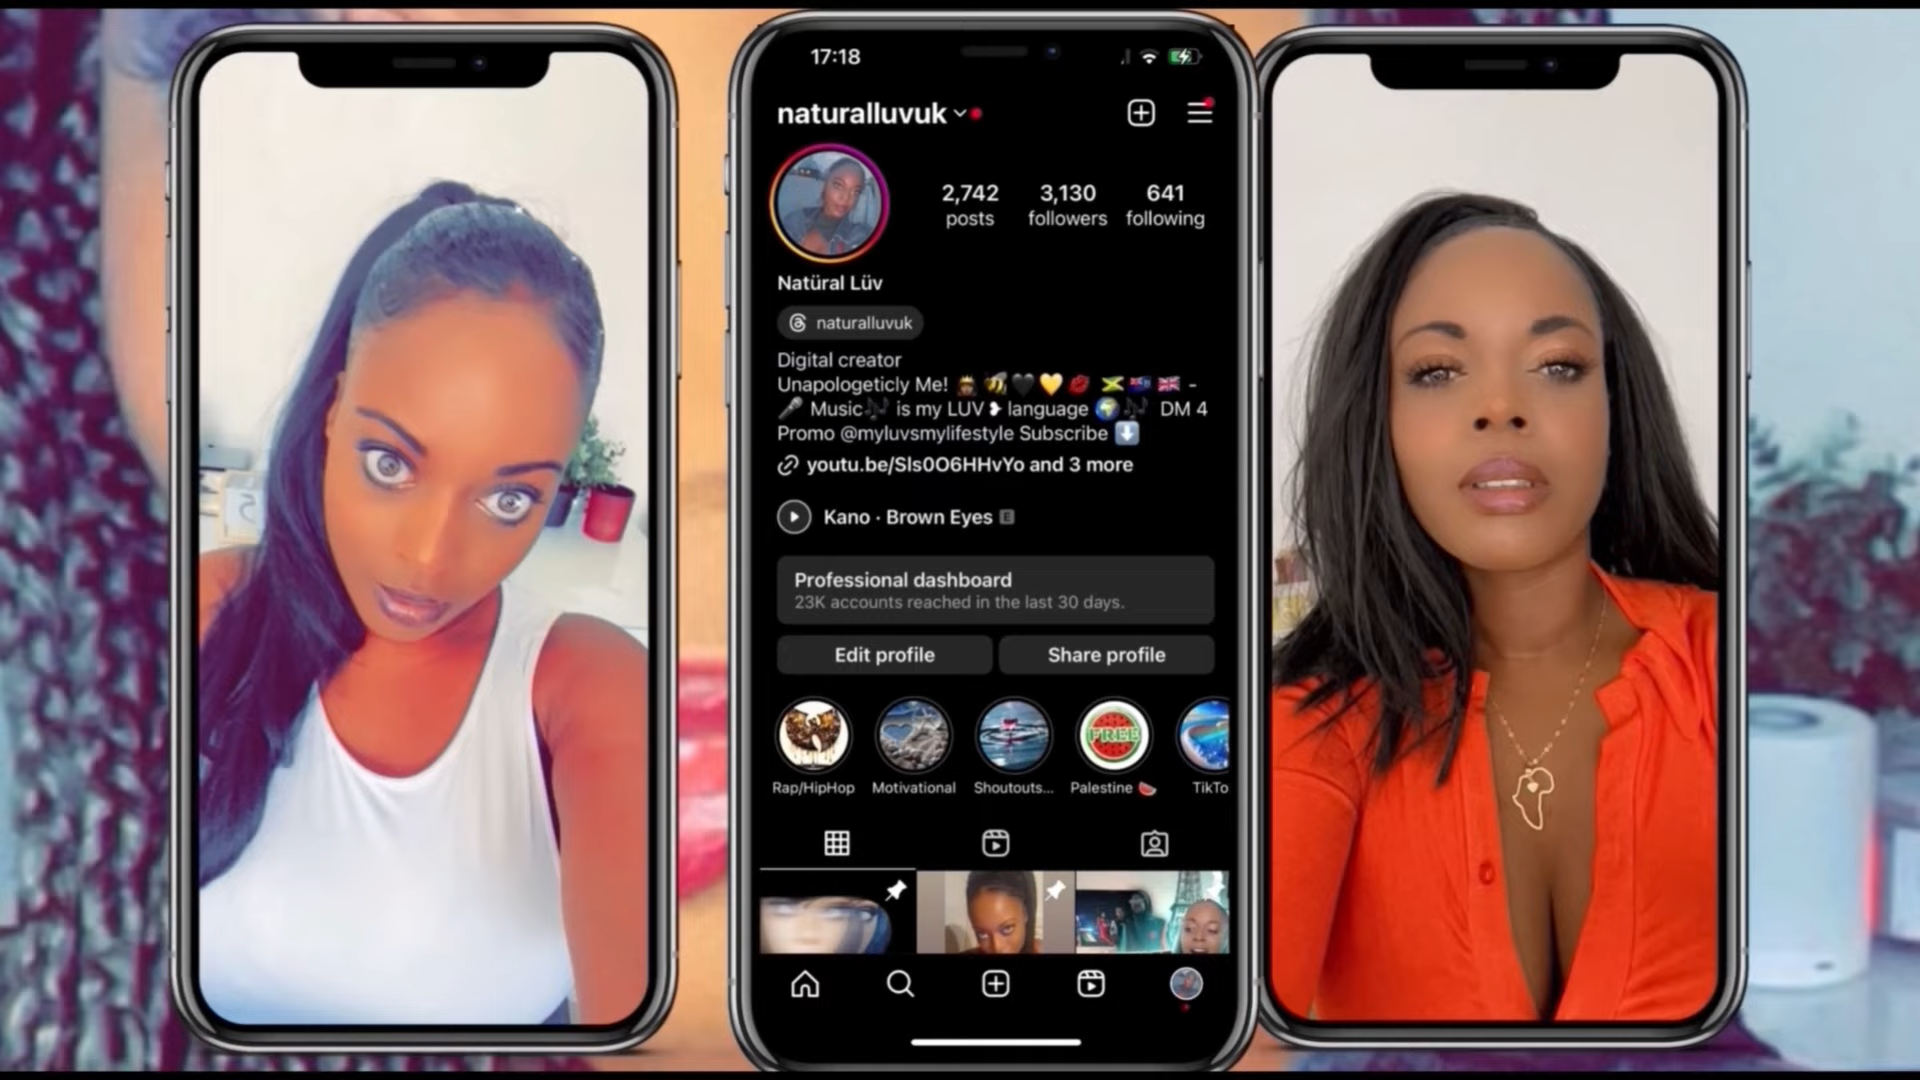 17:18
naturalluvuk
2,742 3,130 641
posts followers following
Natüral Lüv
naturalluvuk
Digital creator
Unapologeticly Me! 🖤 💛 💋 🇯🇲 🇬🇧 -
🎤 Music🎶 is my LUV language 🌍🎶 DM 4
Promo @myluvsmylifestyle Subscribe ⬇️
youtu.be/Sls0O6HHvYo and 3 more
Kano · Brown Eyes E
Professional dashboard
23K accounts reached in the last 30 days.
Edit profile Share profile
FREE
Rap/HipHop Motivational Shoutouts... Palestine 🍉 TikTo